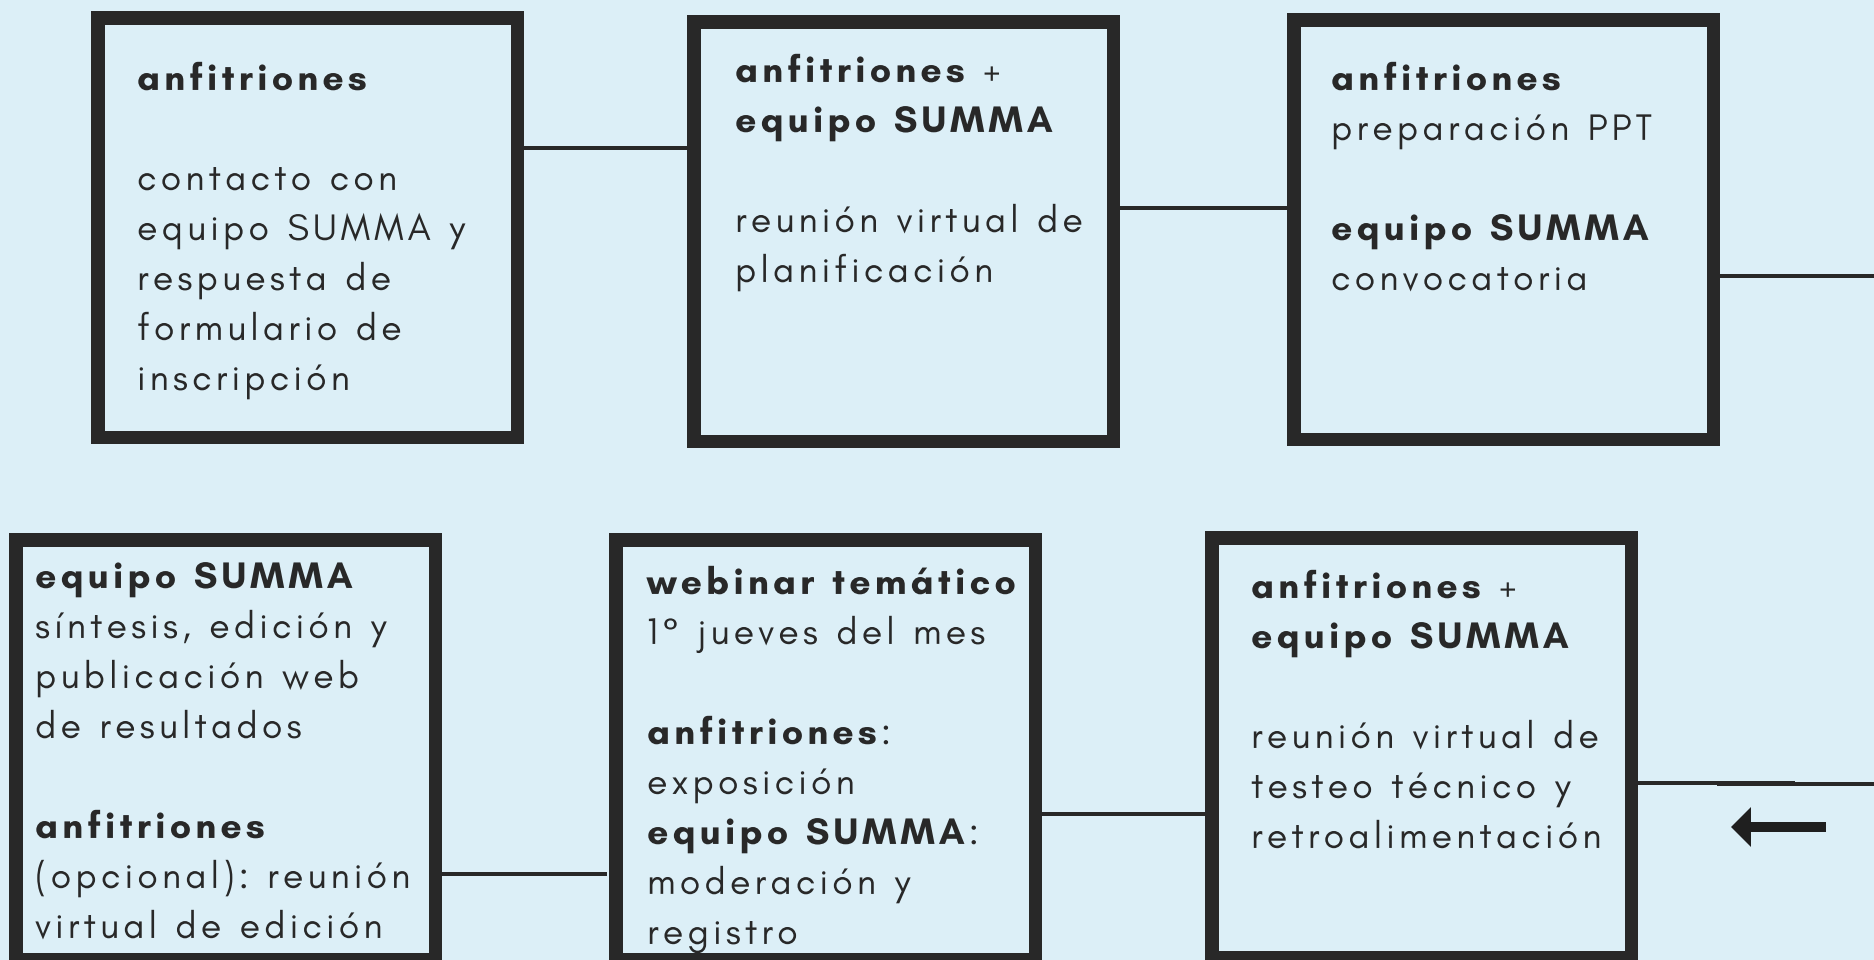 anfitriones
contacto con
equipo SUMMA y
respuesta de
formulario de
inscripción
anfitriones +
equipo SUMMA
reunión virtual de
planificación
anfitriones
preparación PPT
equipo SUMMA
convocatoria
equipo SUMMA
síntesis, edición y
publicación web
de resultados
anfitriones
(opcional): reunión
virtual de edición
webinar temático
1° jueves del mes
anfitriones:
exposición
equipo SUMMA:
moderación y
registro
anfitriones +
equipo SUMMA
reunión virtual de
testeo técnico y
retroalimentación